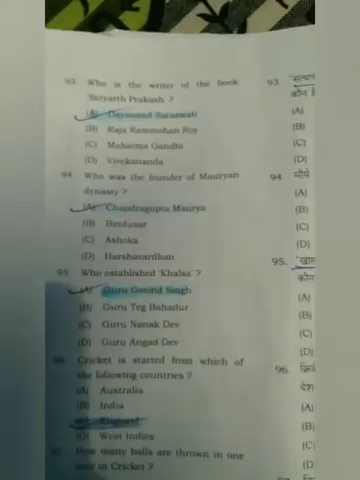 93. Who is the writer of the book
'Satyarth Prakash ?
(A) Dayanand Saraswati
(B) Raja Rammohan Roy
(C) Mahatma Gandhi
(D) Vivekananda
94. Who was the founder of Mauryan
dynasty ?
(A) Chandragupta Maurya
(B) Bindusar
(C) Ashoka
(D) Harshavardhan
95. Who established 'Khalsa' ?
(A) Guru Govind Singh
(B) Guru Teg Bahadur
(C) Guru Nanak Dev
(D) Guru Angad Dev
96. Cricket is started from which of
the following countries ?
(A) Australia
(B) India
England
(D) West Indies
How many balls are thrown in one
over in Cricket ?
93.
कौन
(A)
(B)
(C)
(D)
94 मौर्य
(A)
(B)
(C)
(D)
95.
(A)
(B)
(C)
(D)
96.
देश
(A)
(B)
(C)
(D